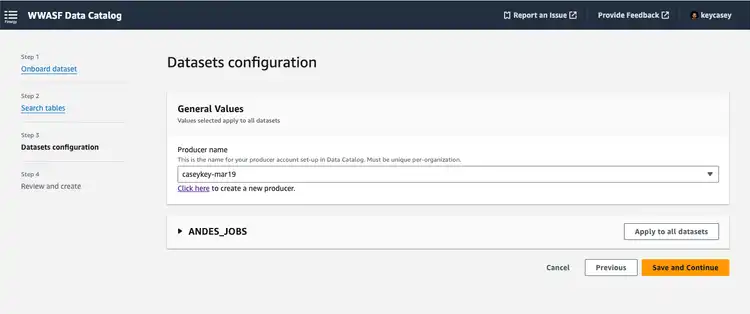 WWASF Data Catalog
Report an Issue
Provide Feedback
keycasey
Step 1
Onboard dataset
Step 2
Search tables
Step 3
Datasets configuration
Step 4
Review and create
Datasets configuration
General Values
Values selected apply to all datasets
Producer name
This is the name for your producer account set-up in Data Catalog. Must be unique per-organization.
caseykey-mar19
Click here to create a new producer.
ANDES_JOBS
Apply to all datasets
Cancel
Previous
Save and Continue